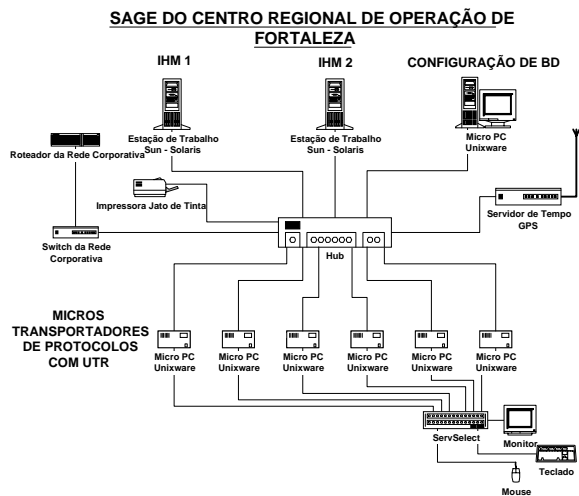 SAGE DO CENTRO REGIONAL DE OPERAÇÃO DE
FORTALEZA
IHM 1
IHM 2
CONFIGURAÇÃO DE BD
Estação de Trabalho
Sun - Solaris
Estação de Trabalho
Sun - Solaris
Micro PC
Unixware
Roteador da Rede Corporativa
Impressora Jato de Tinta
Servidor de Tempo
GPS
Switch da Rede
Corporativa
Hub
MICROS
TRANSPORTADORES
DE PROTOCOLOS
COM UTR
Micro PC
Unixware
Micro PC
Unixware
Micro PC
Unixware
Micro PC
Unixware
Micro PC
Unixware
Micro PC
Unixware
ServSelect
Monitor
Teclado
Mouse